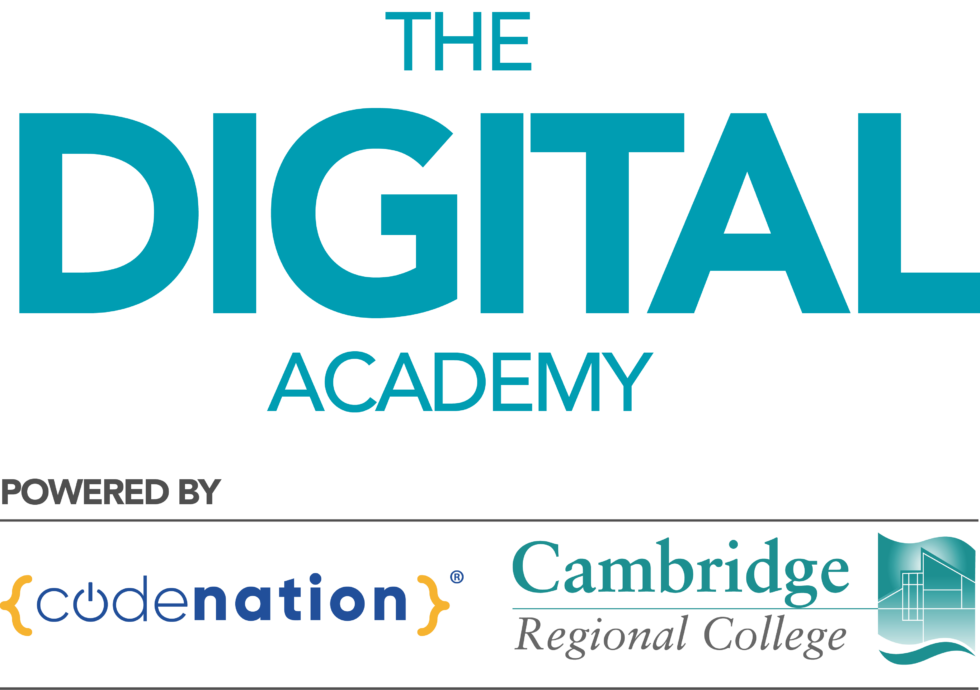 THE
DIGITAL
ACADEMY
POWERED BY
{codenation}®
Cambridge
Regional College